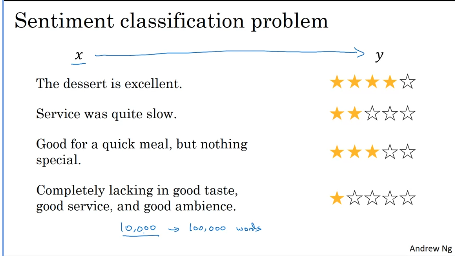 Sentiment classification problem
x → y
The dessert is excellent.
Service was quite slow.
Good for a quick meal, but nothing
special.
Completely lacking in good taste,
good service, and good ambience.
10,000 → 100,000 words
Andrew Ng